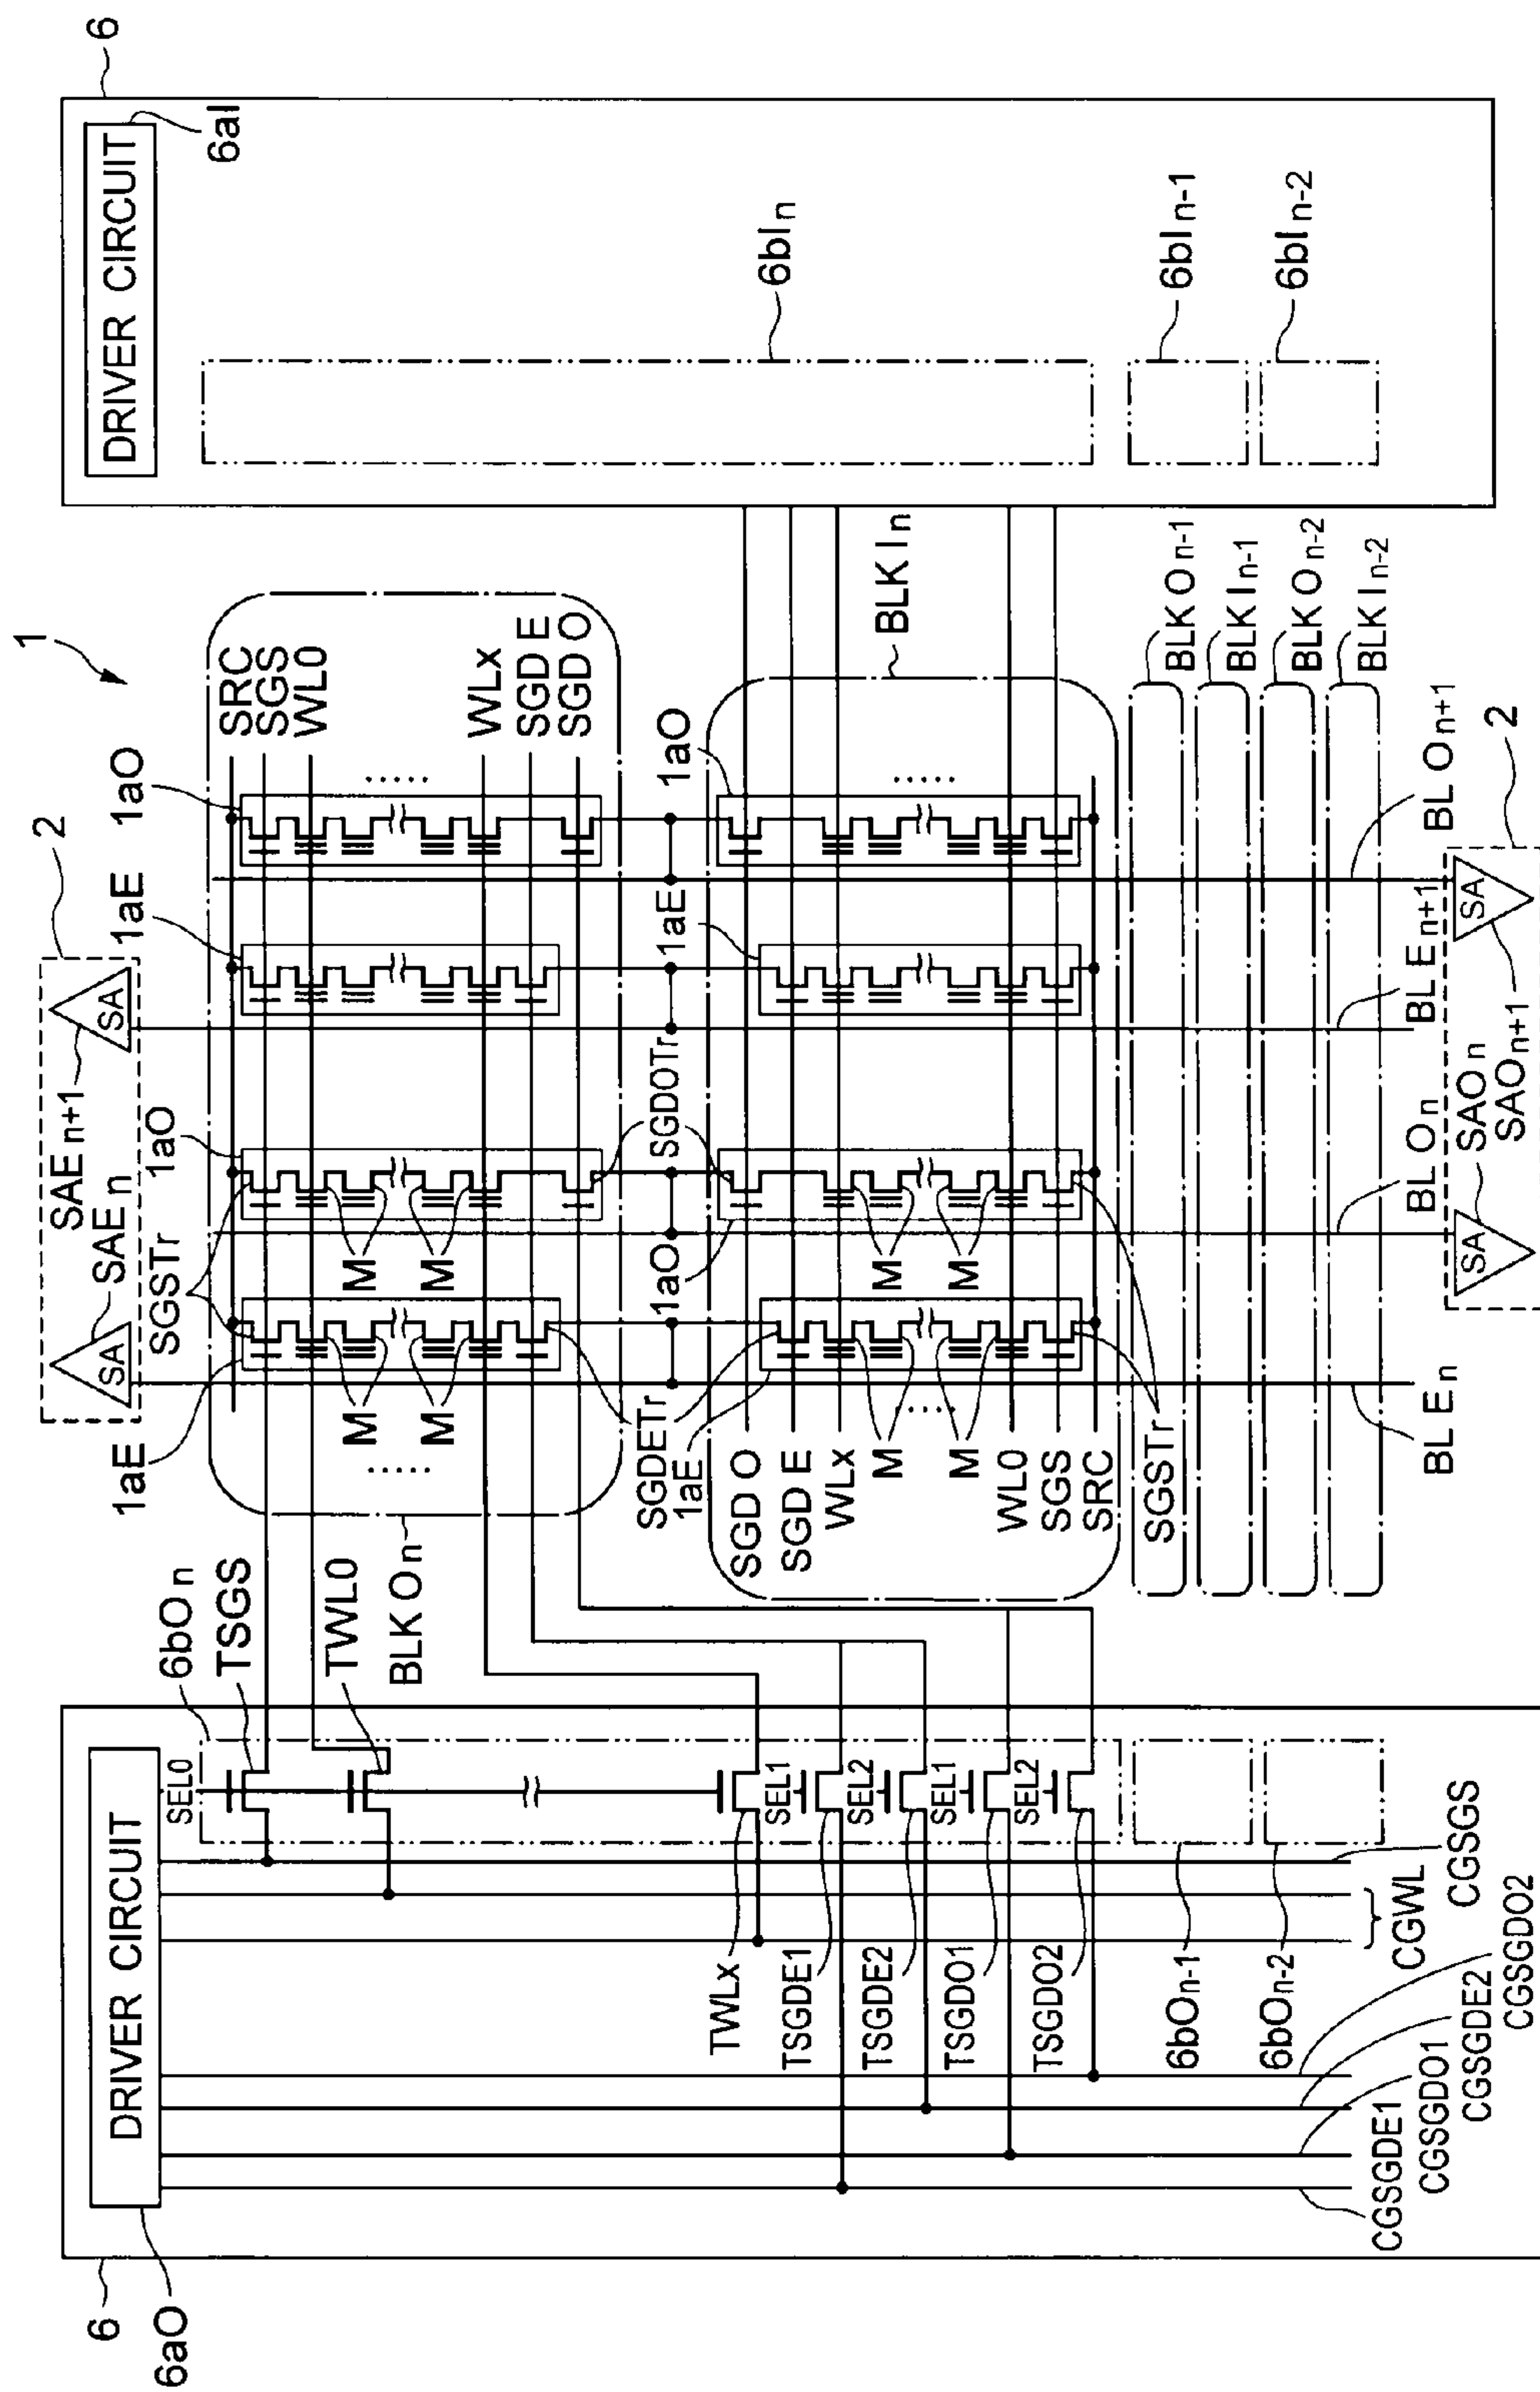 6
DRIVER CIRCUIT
6aI
6bIn
6bIn-1
6bIn-2
1
2
SA
SAEn+1
SA
SAEn
1aE
1aO
1aE
1aO
SGSTr
SRC
SGS
WL0
WLx
SGD E
SGD O
M
M
M
M
.....
.....
BLK On
SGDETr
SGDOTr
1aE
1aO
1aE
1aO
BLK In
SGD O
SGD E
WLx
M
M
M
M
.....
.....
WL0
SGS
SRC
SGSTr
BLK On-1
BLK In-1
BLK On-2
BLK In-2
BL En
BL On
BL En+1
BL On+1
SA
SAOn
SA
SAOn+1
2
6
DRIVER CIRCUIT
6aO
6bOn
TSGS
TWL0
SEL0
SEL1
SEL2
SEL1
SEL2
TWLx
TSGDE1
TSGDE2
TSGDO1
TSGDO2
6bOn-1
6bOn-2
CGSGS
CGWL
CGSGDO2
CGSGDE2
CGSGDO1
CGSGDE1